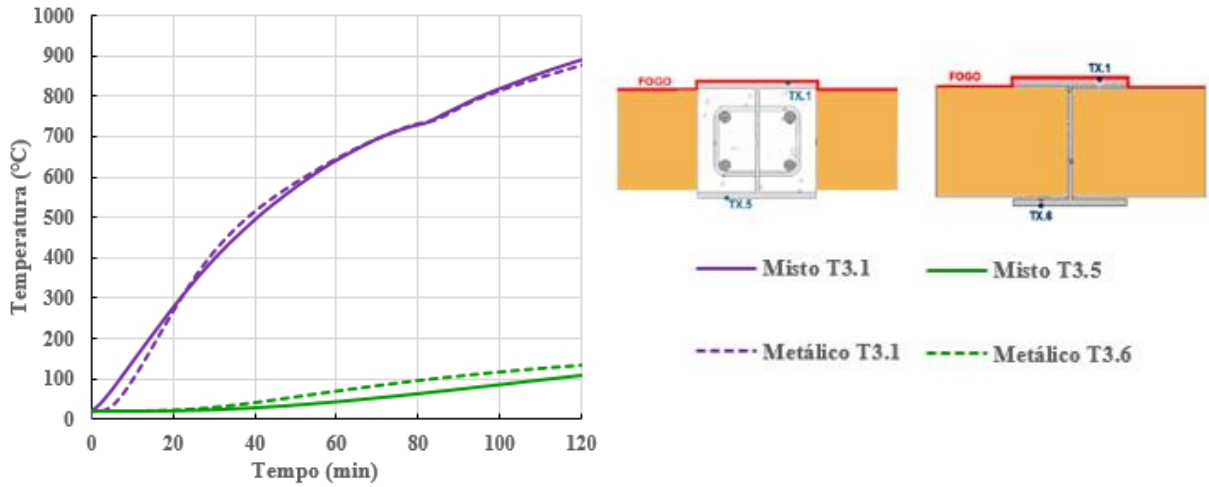 1000
900
800
700
600
500
400
300
200
100
0
Temperatura (°C)
0 20 40 60 80 100 120
Tempo (min)
FOGO
TX.1
TX.5
FOGO
TX.1
TX.6
Misto T3.1
Misto T3.5
Metálico T3.1
Metálico T3.6